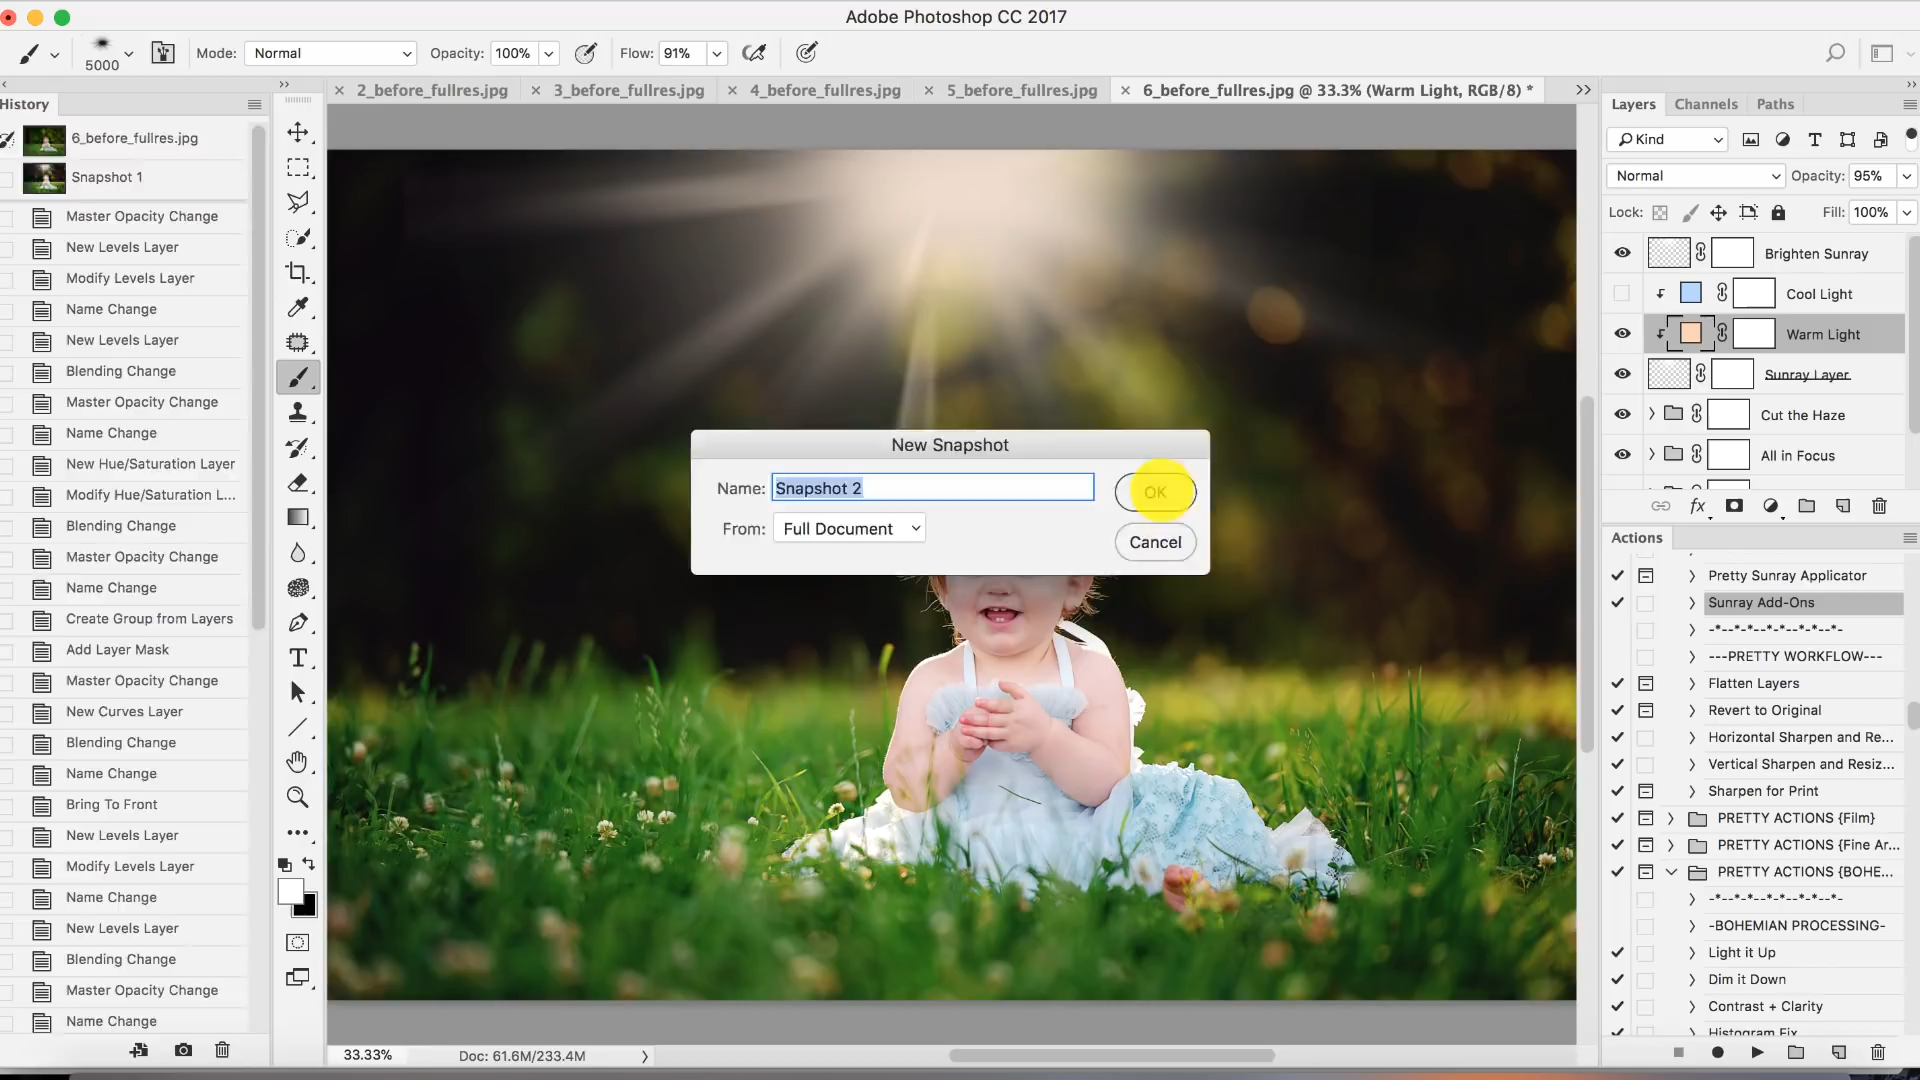 Adobe Photoshop CC 2017
5000
Mode: Normal
Opacity: 100%
Flow: 91%
2_before_fullres.jpg
3_before_fullres.jpg
4_before_fullres.jpg
5_before_fullres.jpg
6_before_fullres.jpg @ 33.3% (Warm Light, RGB/8) *
History
6_before_fullres.jpg
Snapshot 1
Master Opacity Change
New Levels Layer
Modify Levels Layer
Name Change
New Levels Layer
Blending Change
Master Opacity Change
Name Change
New Hue/Saturation Layer
Modify Hue/Saturation L...
Blending Change
Master Opacity Change
Name Change
Create Group from Layers
Add Layer Mask
Master Opacity Change
New Curves Layer
Blending Change
Name Change
Bring To Front
New Levels Layer
Modify Levels Layer
Name Change
New Levels Layer
Blending Change
Master Opacity Change
Name Change
New Snapshot
Name: Snapshot 2
OK
From: Full Document
Cancel
33.33%
Doc: 61.6M/233.4M
Layers
Channels
Paths
Kind
Normal
Opacity: 95%
Lock:
Fill: 100%
Brighten Sunray
Cool Light
Warm Light
Sunray Layer
Cut the Haze
All in Focus
fx
Actions
Pretty Sunray Applicator
Sunray Add-Ons
-*--*-*--*-*--*-*--*-
---PRETTY WORKFLOW---
Flatten Layers
Revert to Original
Horizontal Sharpen and Re...
Vertical Sharpen and Resiz...
Sharpen for Print
PRETTY ACTIONS {Film}
PRETTY ACTIONS {Fine Ar...
PRETTY ACTIONS {BOHE...
-*--*-*--*-*--*-*--*-
-BOHEMIAN PROCESSING-
Light it Up
Dim it Down
Contrast + Clarity
Histogram Fix